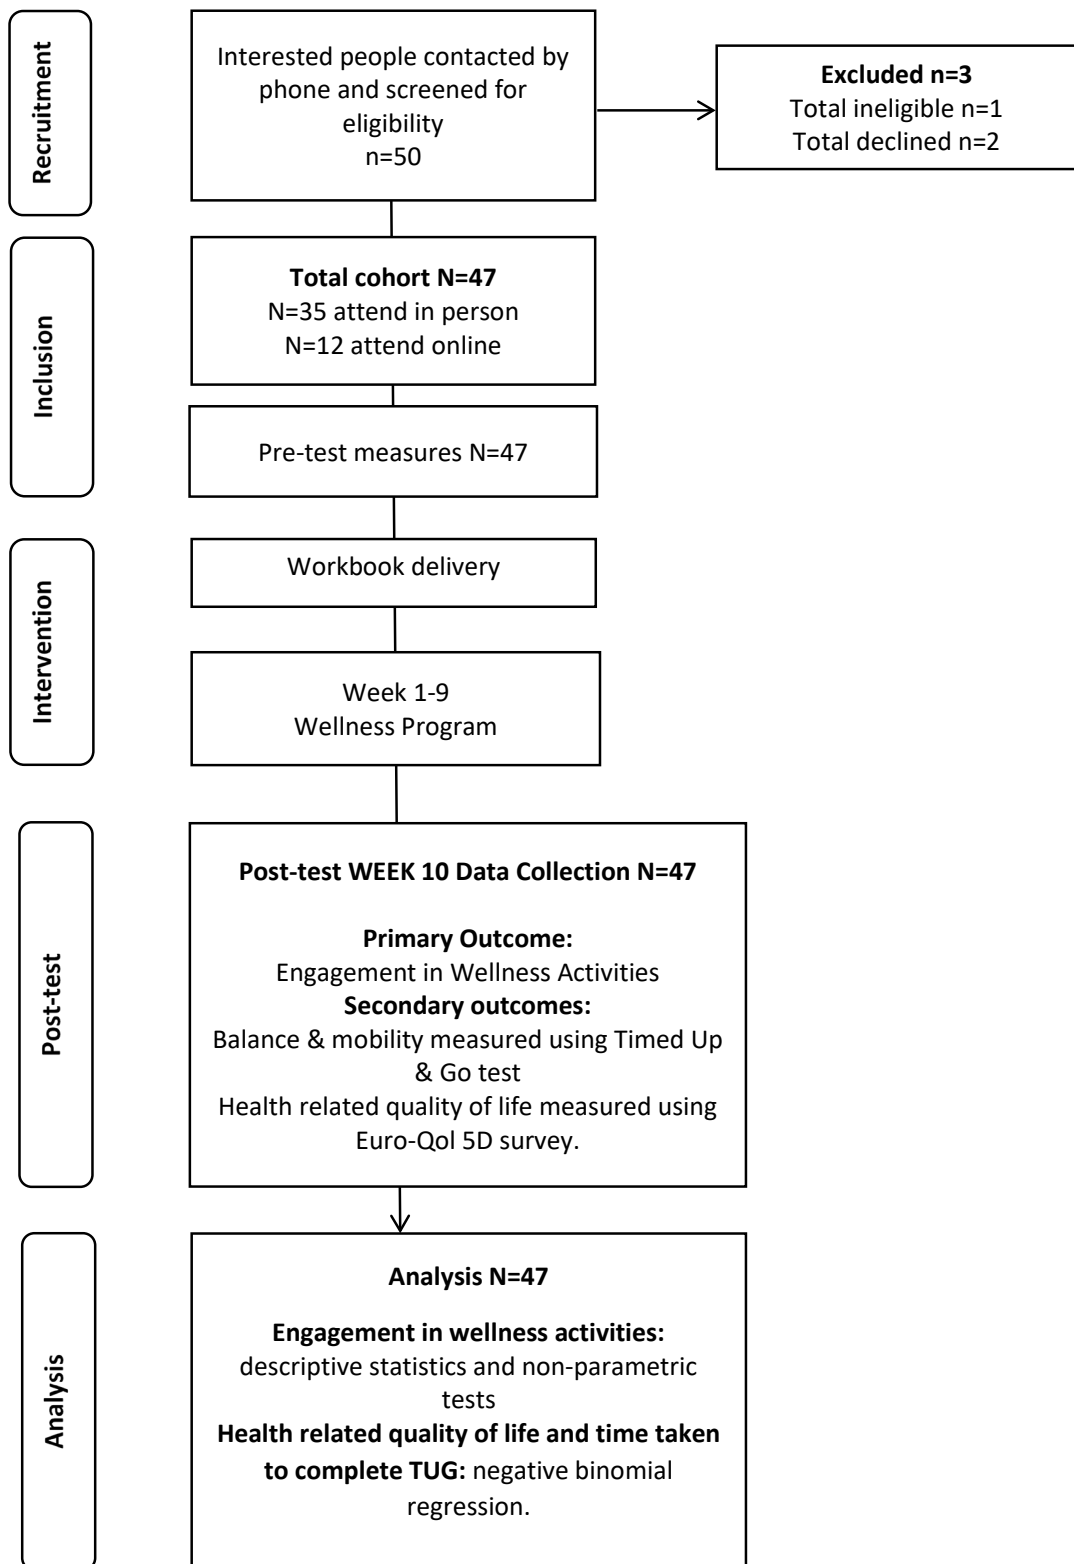 Recruitment
Interested people contacted by
phone and screened for
eligibility
n=50
Excluded n=3
Total ineligible n=1
Total declined n=2
Inclusion
Total cohort N=47
N=35 attend in person
N=12 attend online
Pre-test measures N=47
Intervention
Workbook delivery
Week 1-9
Wellness Program
Post-test
Post-test WEEK 10 Data Collection N=47
Primary Outcome:
Engagement in Wellness Activities
Secondary outcomes:
Balance & mobility measured using Timed Up
& Go test
Health related quality of life measured using
Euro-Qol 5D survey.
Analysis
Analysis N=47
Engagement in wellness activities:
descriptive statistics and non-parametric
tests
Health related quality of life and time taken
to complete TUG: negative binomial
regression.